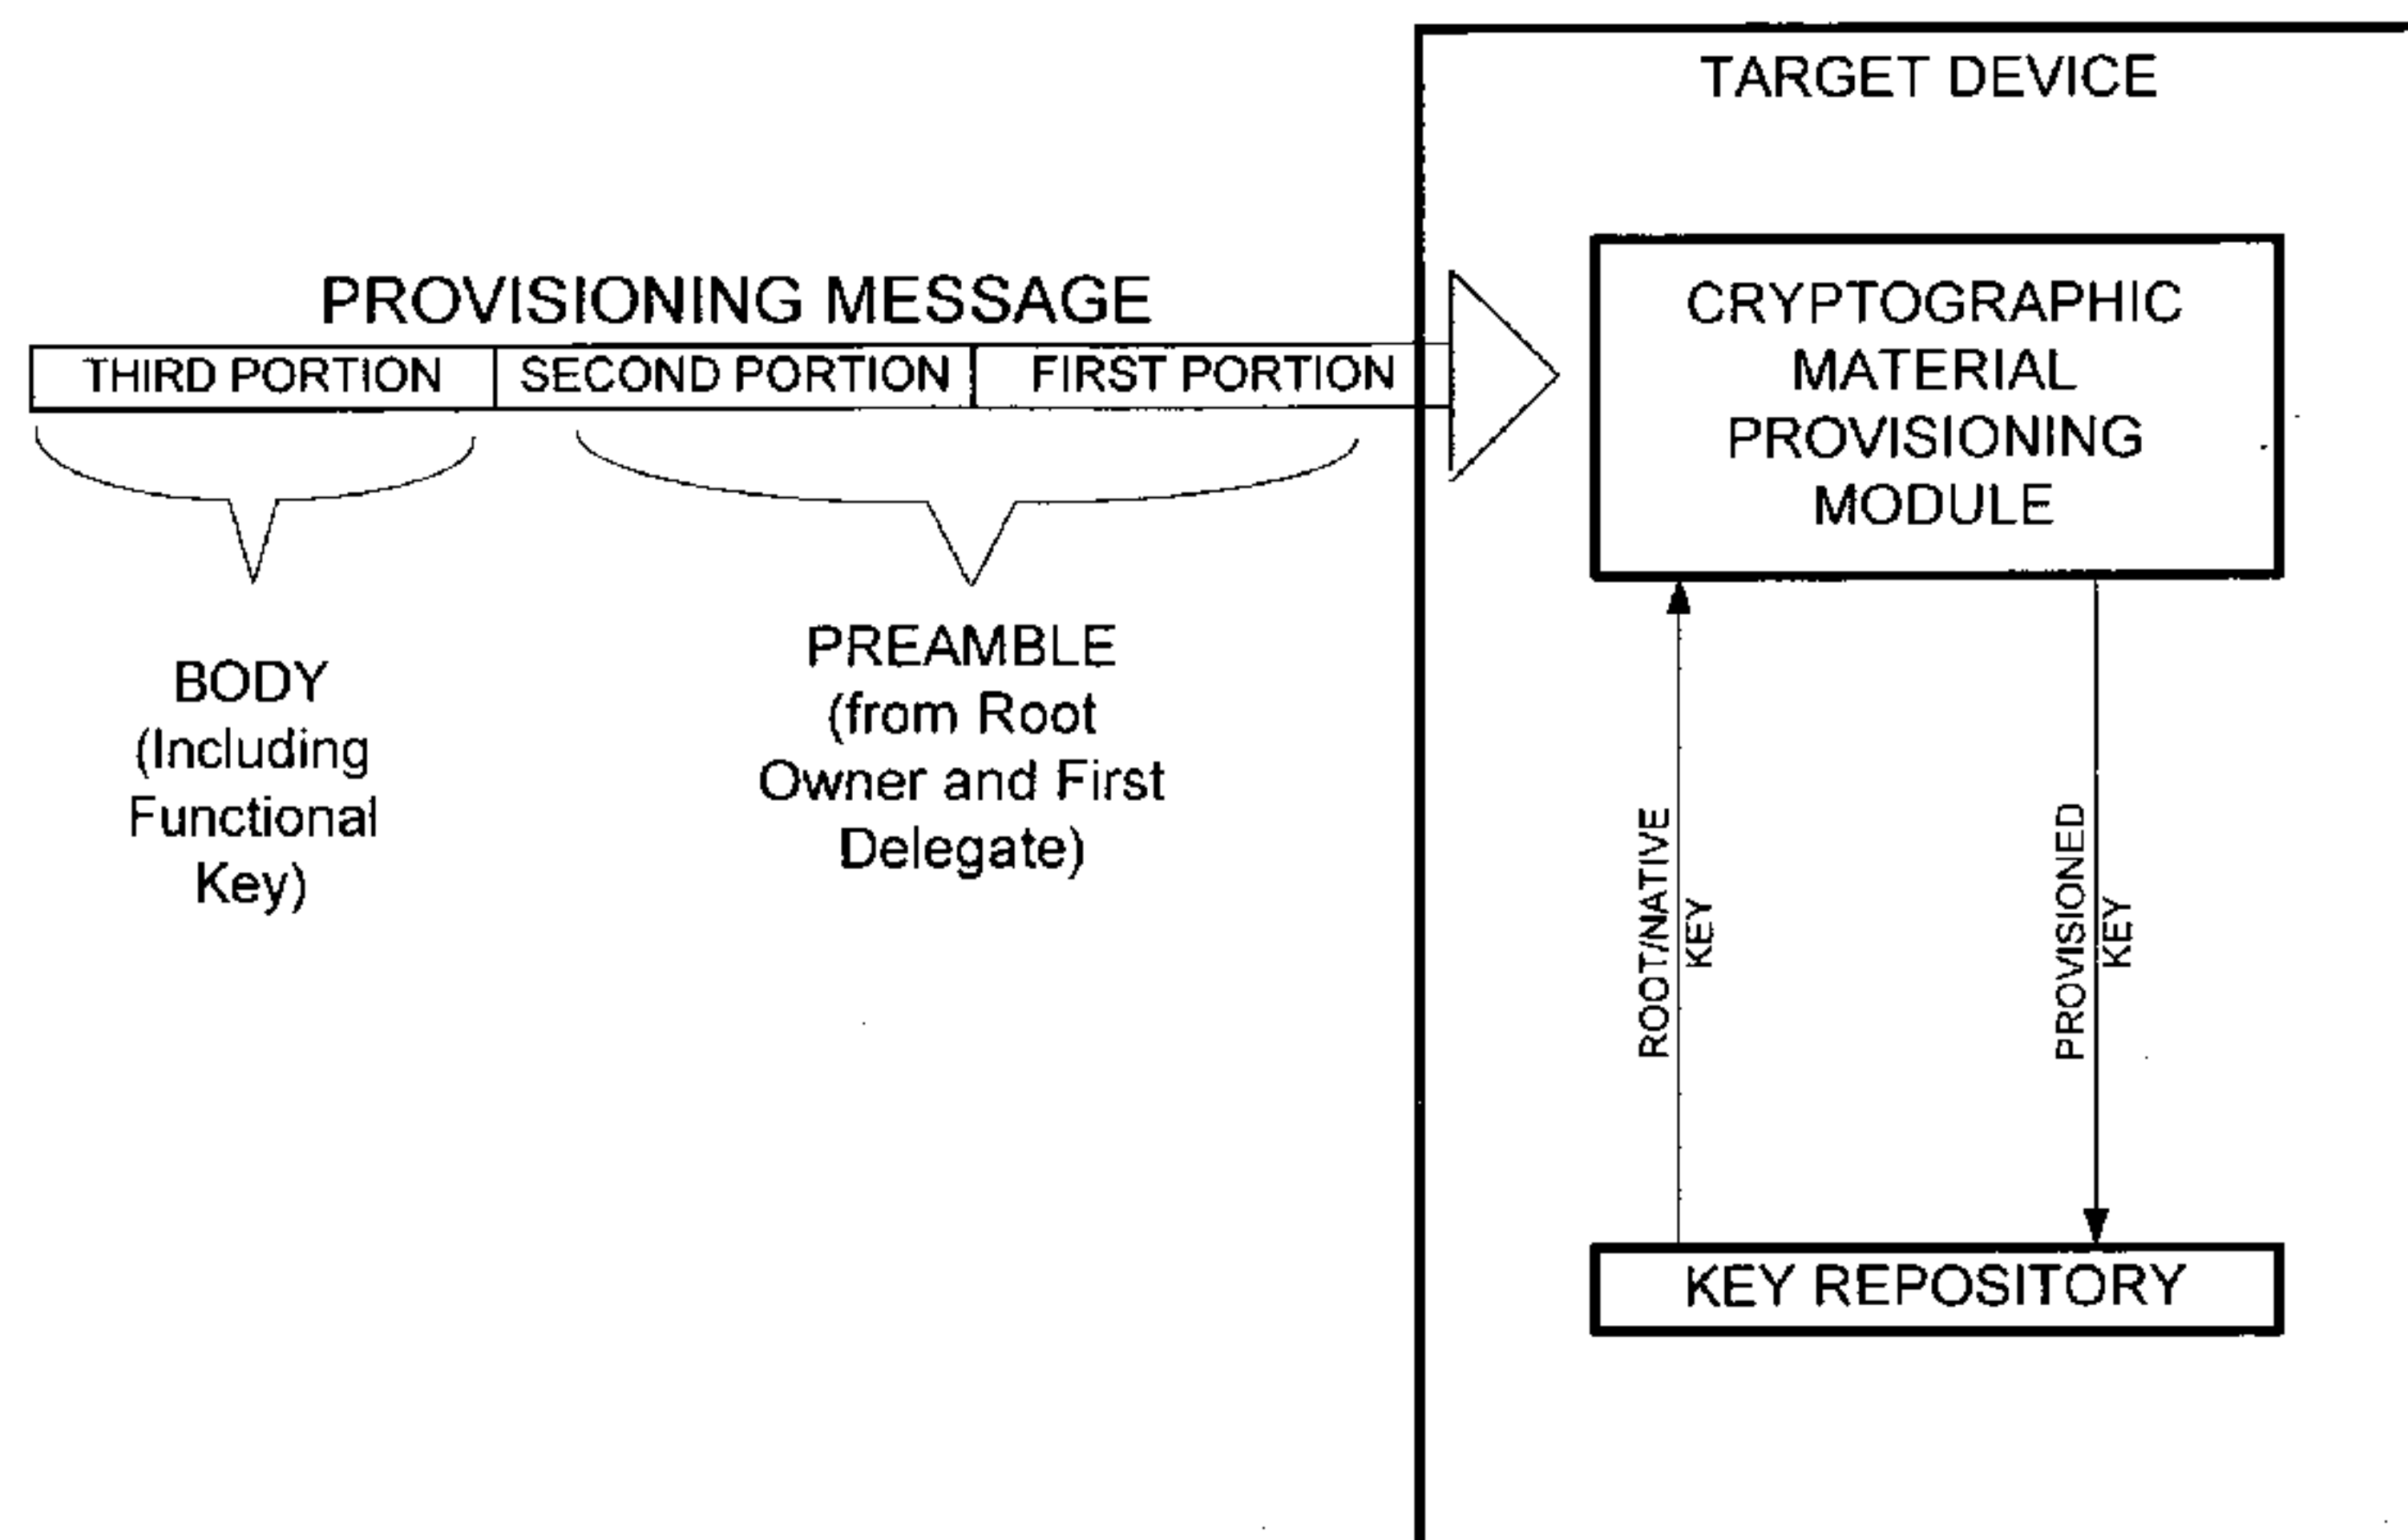 TARGET DEVICE
PROVISIONING MESSAGE
THIRD PORTION
SECOND PORTION
FIRST PORTION
CRYPTOGRAPHIC
MATERIAL
PROVISIONING
MODULE
BODY
(Including
Functional
Key)
PREAMBLE
(from Root
Owner and First
Delegate)
ROOT/NATIVE
KEY
PROVISIONED
KEY
KEY REPOSITORY